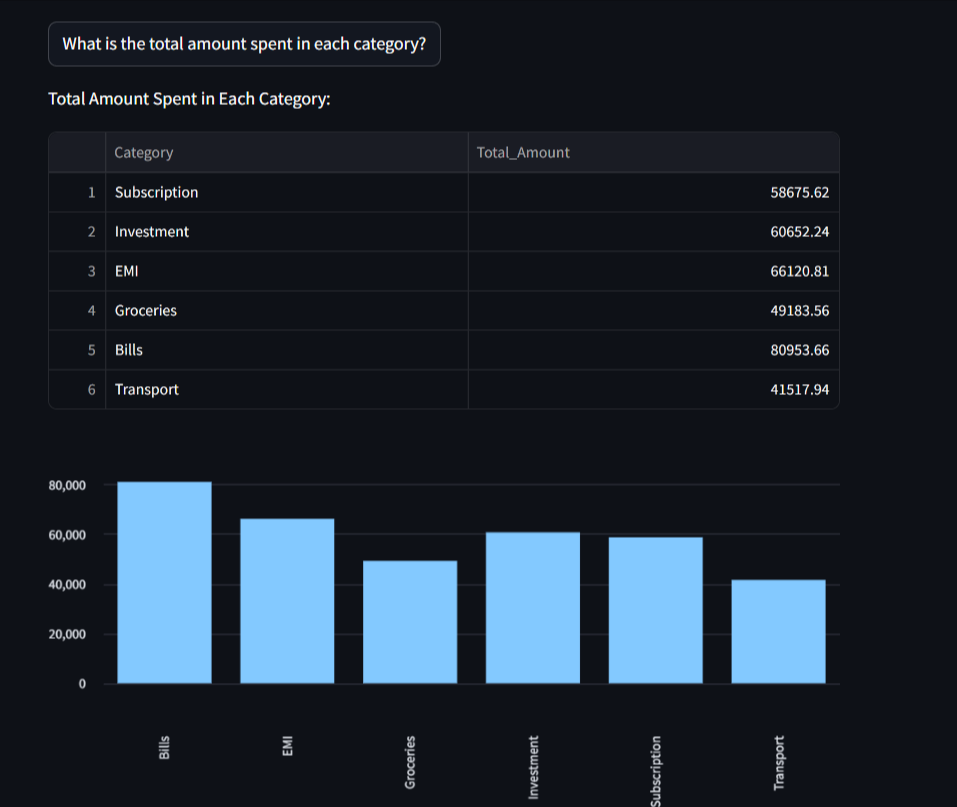 What is the total amount spent in each category?
Total Amount Spent in Each Category:
Category Total_Amount
1 Subscription 58675.62
2 Investment 60652.24
3 EMI 66120.81
4 Groceries 49183.56
5 Bills 80953.66
6 Transport 41517.94
80,000
60,000
40,000
20,000
0
Bills
EMI
Groceries
Investment
Subscription
Transport